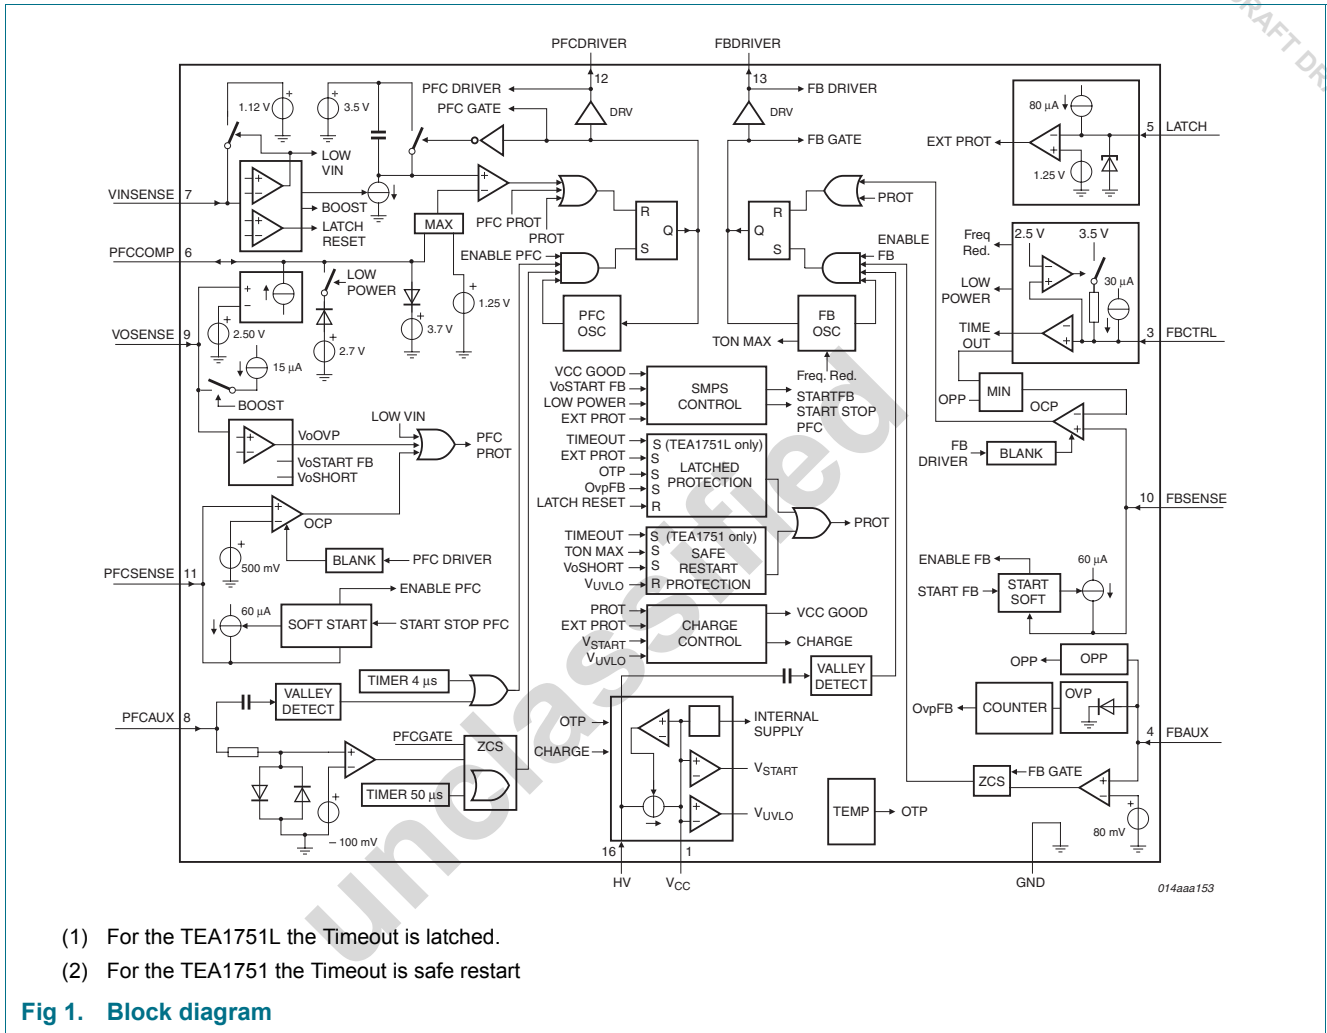 DRAFT DR
PFCDRIVER
FBDRIVER
12
13
PFC DRIVER
PFC GATE
DRV
DRV
FB DRIVER
FB GATE
1.12 V
3.5 V
80 µA
5 LATCH
EXT PROT
1.25 V
LOW
VIN
VINSENSE 7
BOOST
LATCH
RESET
MAX
PFC PROT
PROT
R
Q
S
R
Q
S
PROT
ENABLE
FB
ENABLE PFC
PFCCOMP 6
LOW
POWER
1.25 V
3.7 V
2.7 V
2.50 V
VOSENSE 9
15 µA
BOOST
PFC
OSC
FB
OSC
TON MAX
Freq. Red.
Freq
Red.
2.5 V
3.5 V
LOW
POWER
30 µA
TIME
OUT
3 FBCTRL
MIN
OPP
OCP
FB
DRIVER
BLANK
VCC GOOD
VoSTART FB
LOW POWER
EXT PROT
SMPS
CONTROL
STARTFB
START STOP
PFC
LOW VIN
VoOVP
VoSTART FB
VoSHORT
PFC
PROT
TIMEOUT
EXT PROT
OTP
OvpFB
LATCH RESET
S (TEA1751L only)
S
S
S
R
LATCHED
PROTECTION
PROT
10 FBSENSE
OCP
500 mV
BLANK
PFC DRIVER
PFCSENSE 11
TIMEOUT
TON MAX
VoSHORT
VUVLO
S (TEA1751 only)
S
S
R
SAFE
RESTART
PROTECTION
ENABLE FB
START FB
START
SOFT
60 µA
ENABLE PFC
60 µA
SOFT START
START STOP PFC
PROT
EXT PROT
VSTART
VUVLO
CHARGE
CONTROL
VCC GOOD
CHARGE
OPP
OPP
TIMER 4 µs
VALLEY
DETECT
VALLEY
DETECT
PFCAUX 8
OvpFB
COUNTER
OVP
4 FBAUX
OTP
CHARGE
INTERNAL
SUPPLY
VSTART
VUVLO
PFCGATE
ZCS
TIMER 50 µs
– 100 mV
ZCS
FB GATE
80 mV
TEMP
OTP
16
1
HV
VCC
GND
014aaa153
unclassified
(1) For the TEA1751L the Timeout is latched.
(2) For the TEA1751 the Timeout is safe restart
Fig 1. Block diagram